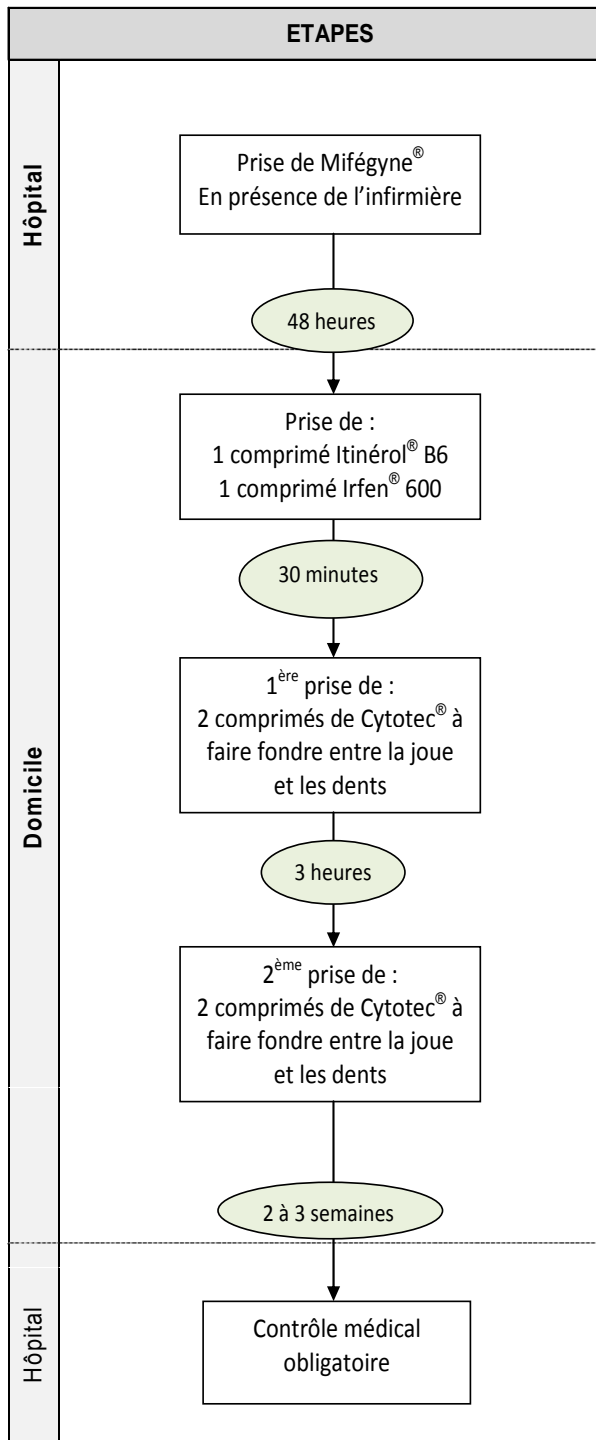 ETAPES
Hôpital
Prise de Mifégyne®
En présence de l'infirmière
48 heures
Domicile
Prise de :
1 comprimé Itinérol® B6
1 comprimé Irfen® 600
30 minutes
1ère prise de :
2 comprimés de Cytotec® à
faire fondre entre la joue
et les dents
3 heures
2ème prise de :
2 comprimés de Cytotec® à
faire fondre entre la joue
et les dents
2 à 3 semaines
Hôpital
Contrôle médical
obligatoire